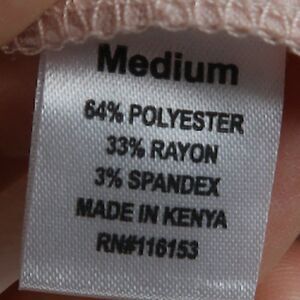 Medium
64% POLYESTER
33% RAYON
3% SPANDEX
MADE IN KENYA
RN#116153